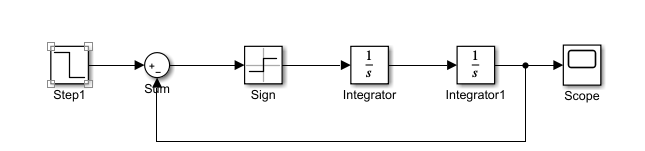 +
−
1
s
1
s
Step1
Sum
Sign
Integrator
Integrator1
Scope